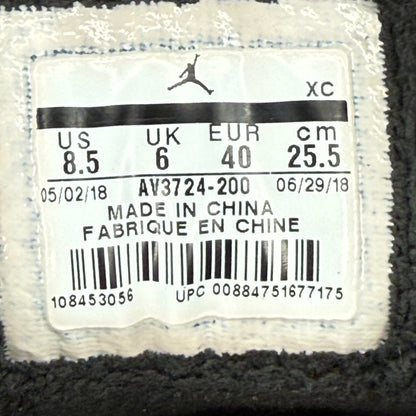 XC
US UK EUR cm
8.5 6 40 25.5
05/02/18 AV3724-200 06/29/18
MADE IN CHINA
FABRIQUE EN CHINE
108453056 UPC 00884751677175